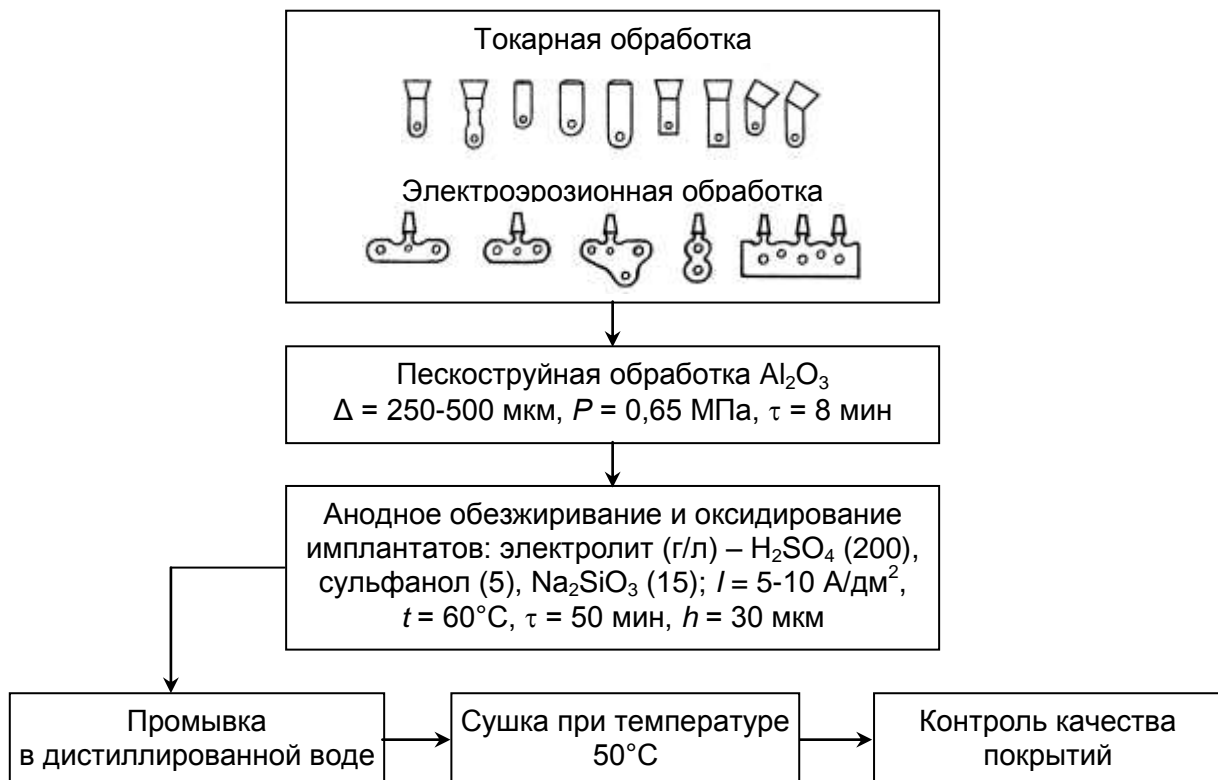 Токарная обработка
Электроэрозионная обработка
Пескоструйная обработка Al₂O₃
Δ = 250-500 мкм, P = 0,65 МПа, τ = 8 мин
Анодное обезжиривание и оксидирование
имплантатов: электролит (г/л) – H₂SO₄ (200),
сульфанол (5), Na₂SiO₃ (15); I = 5-10 А/дм²,
t = 60°C, τ = 50 мин, h = 30 мкм
Промывка
в дистиллированной воде
Сушка при температуре
50°C
Контроль качества
покрытий